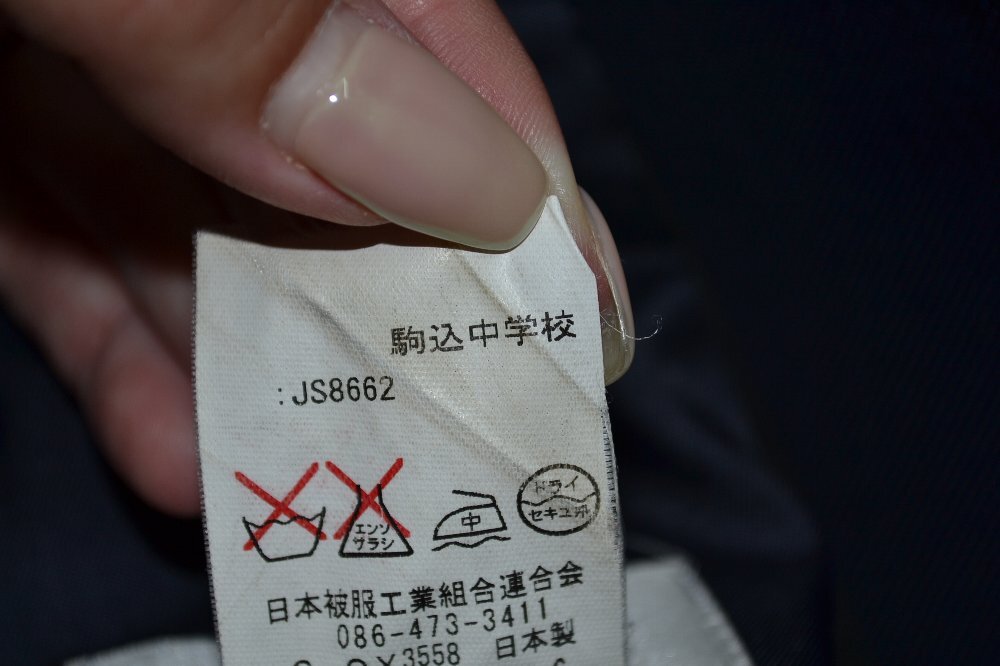 駒込中学校
:JS8662
エンソ
サラシ
中
ドライ
セキユ系
日本被服工業組合連合会
086-473-3411
3558 日本製